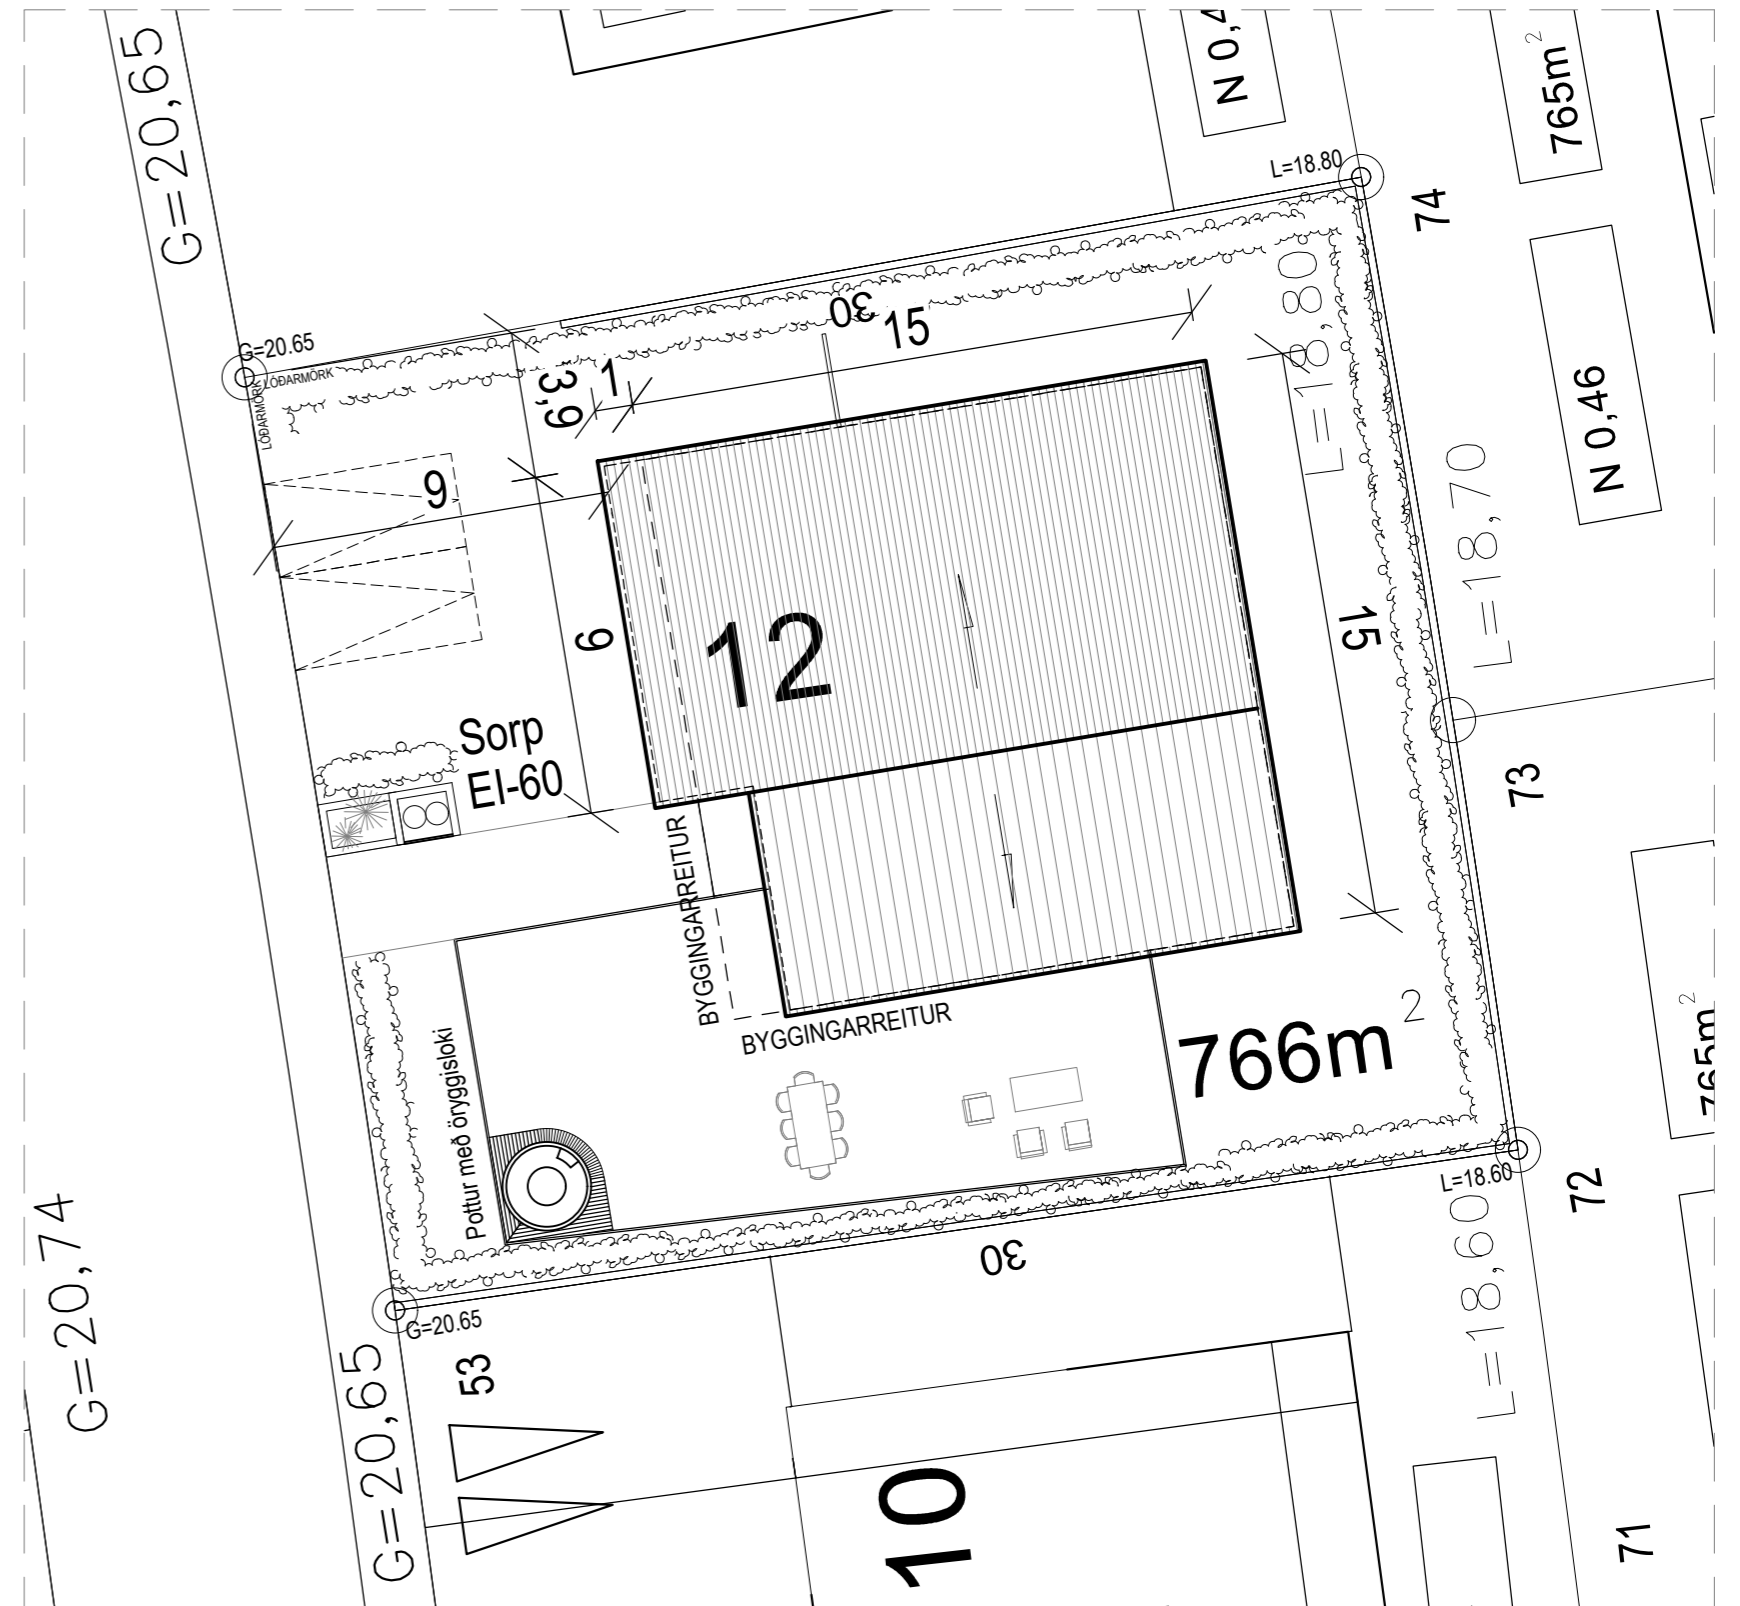 G=20,65
N 0,4
765m²
L=18.80
74
G=20.65
LÓÐARMÖRK
LÓÐARMÖRK
30
15
1
3,9
L=18,80
N 0,46
9
L=18,70
12
9
15
Sorp
EI-60
73
BYGGINGARREITUR
BYGGINGARREITUR
766m²
765m²
Pottur með öryggisloki
L=18.60
72
G=20,74
30
L=18,60
G=20.65
53
G=20,65
10
71